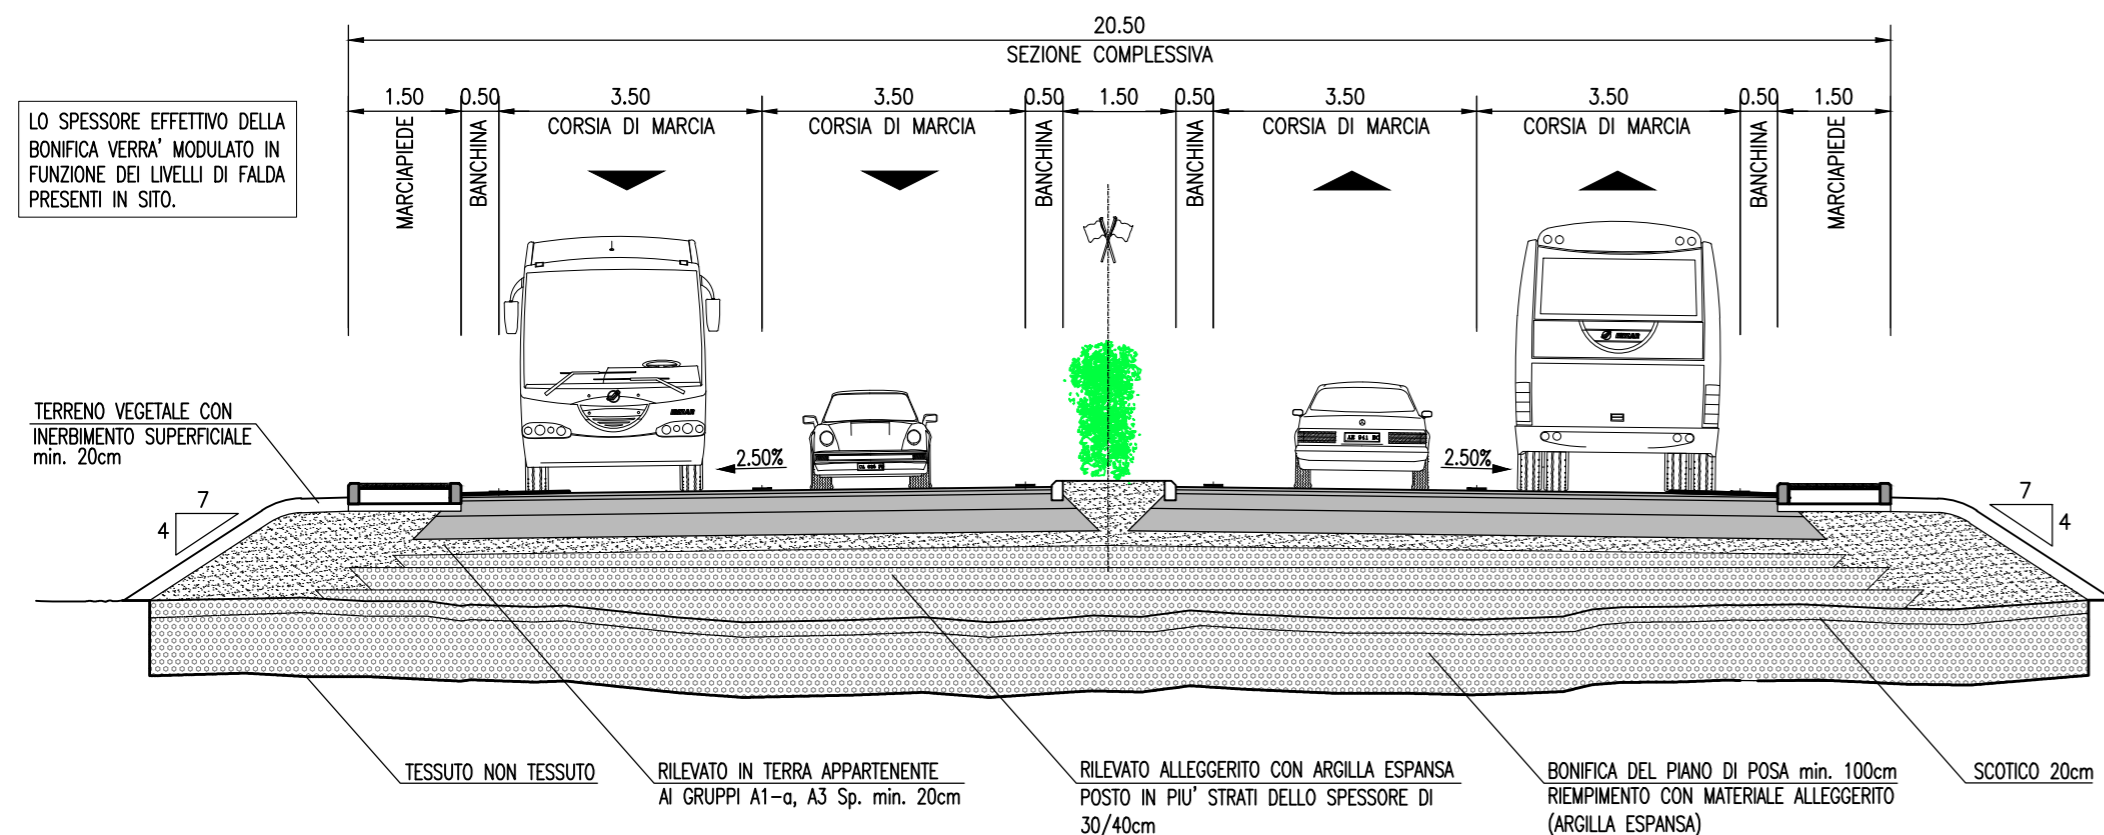 20.50
SEZIONE COMPLESSIVA
1.50 0.50 3.50 3.50 0.50 1.50 0.50 3.50 3.50 0.50 1.50
MARCIAPIEDE
BANCHINA
CORSIA DI MARCIA
CORSIA DI MARCIA
BANCHINA
BANCHINA
CORSIA DI MARCIA
CORSIA DI MARCIA
BANCHINA
MARCIAPIEDE
LO SPESSORE EFFETTIVO DELLA
BONIFICA VERRA' MODULATO IN
FUNZIONE DEI LIVELLI DI FALDA
PRESENTI IN SITO.
TERRENO VEGETALE CON
INERBIMENTO SUPERFICIALE
min. 20cm
2.50%
2.50%
7
4
7
4
TESSUTO NON TESSUTO
RILEVATO IN TERRA APPARTENENTE
AI GRUPPI A1-a, A3 Sp. min. 20cm
RILEVATO ALLEGGERITO CON ARGILLA ESPANSA
POSTO IN PIU' STRATI DELLO SPESSORE DI
30/40cm
BONIFICA DEL PIANO DI POSA min. 100cm
RIEMPIMENTO CON MATERIALE ALLEGGERITO
(ARGILLA ESPANSA)
SCOTICO 20cm